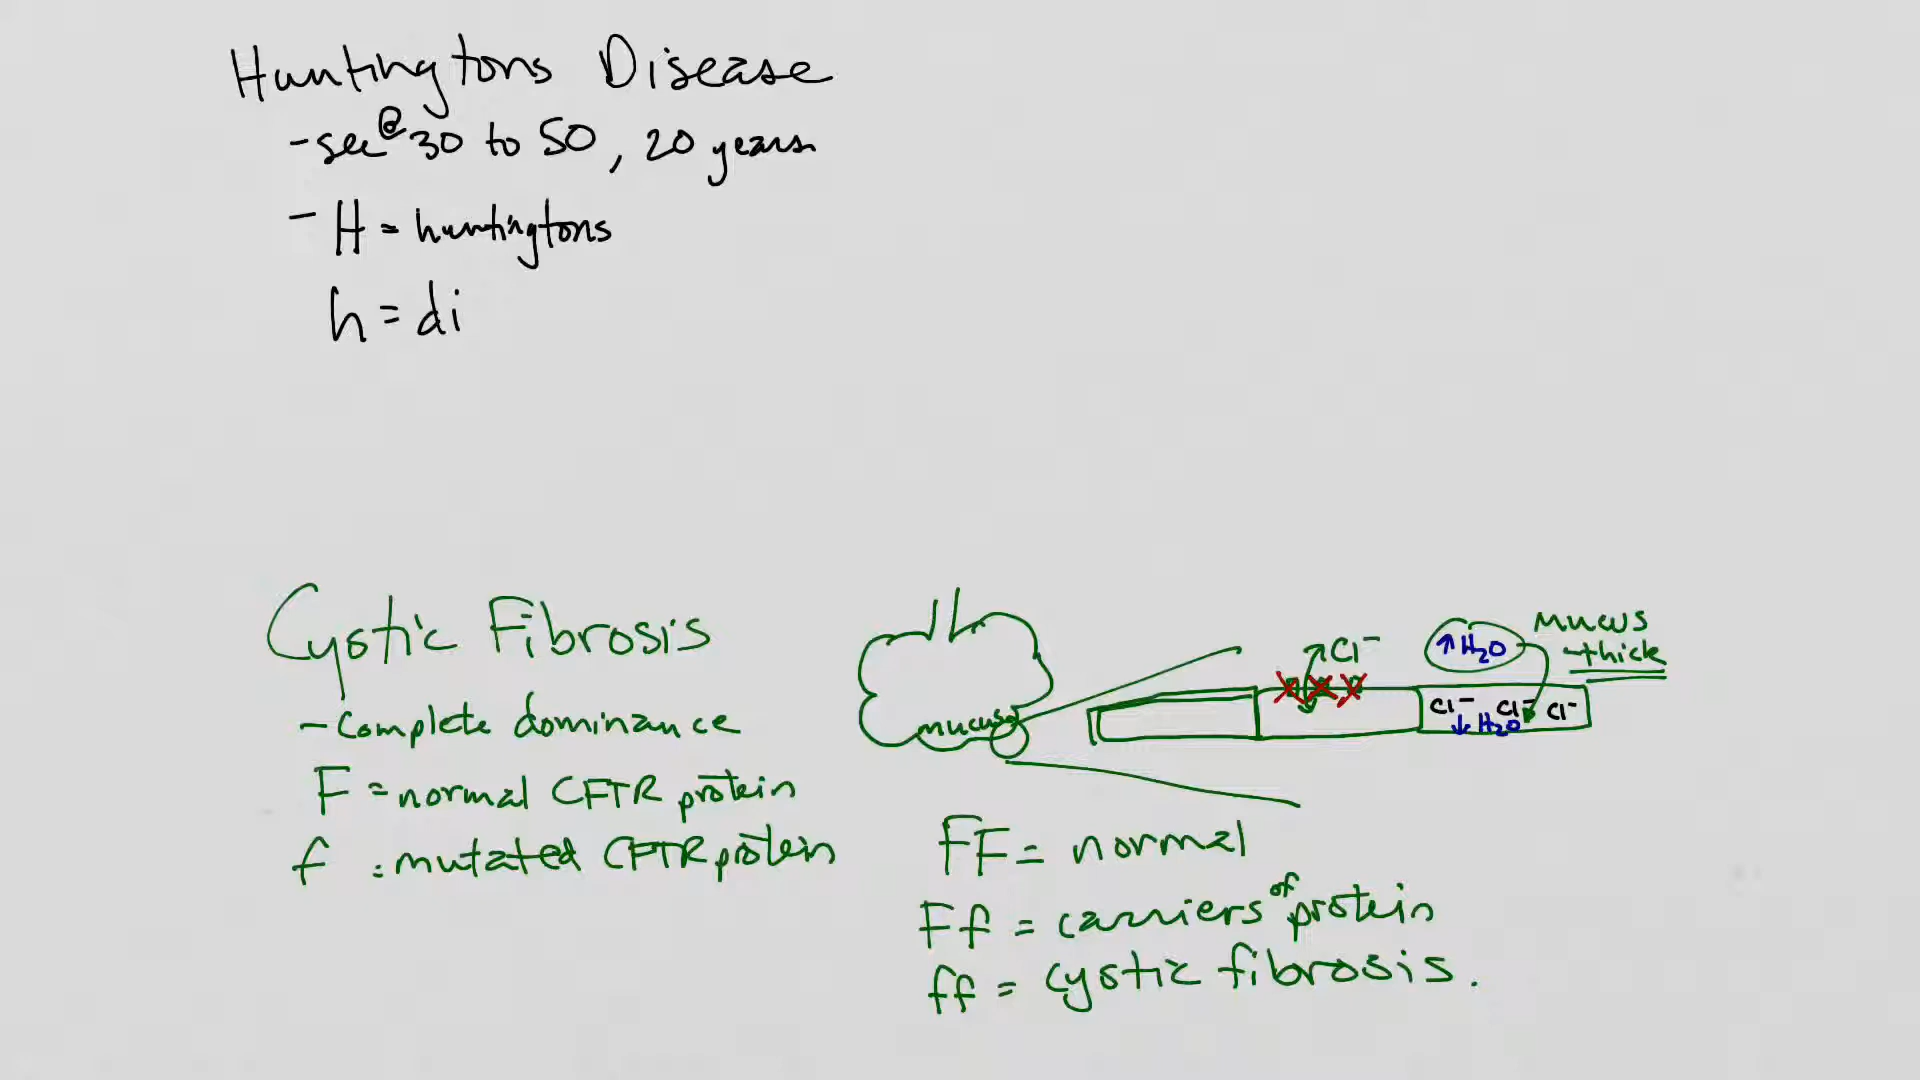 Huntingtons Disease
- see @ 30 to 50, 20 years
- H = huntingtons
h = di
Cystic Fibrosis
- Complete dominance
F = normal CFTR protein
f = mutated CFTR protein
mucus
Cl⁻
↑H₂O
mucus
thick
Cl⁻ Cl⁻ Cl⁻
↓H₂O
FF = normal
Ff = carriers of protein
ff = cystic fibrosis.